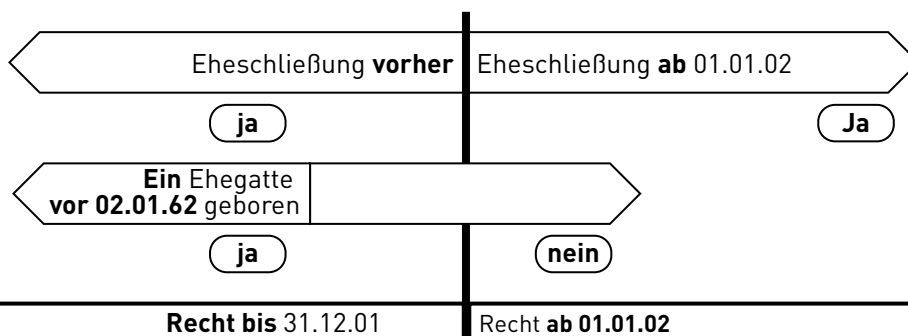 Eheschließung vorher Eheschließung ab 01.01.02
ja Ja
Ein Ehegatte
vor 02.01.62 geboren
ja nein
Recht bis 31.12.01 Recht ab 01.01.02